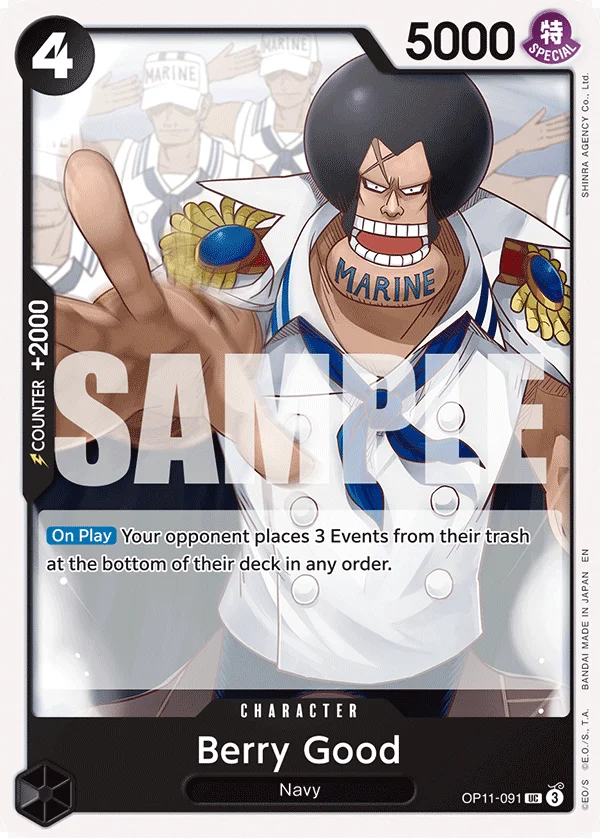 4
5000
特
SPECIAL
MARINE
MARINE
MARINE
COUNTER +2000
SAMPLE
On Play Your opponent places 3 Events from their trash
at the bottom of their deck in any order.
CHARACTER
Berry Good
Navy
OP11-091 UC 3
SHINRA AGENCY Co., Ltd.
©EO/S ©E.O./S., T.A. BANDAI MADE IN JAPAN EN